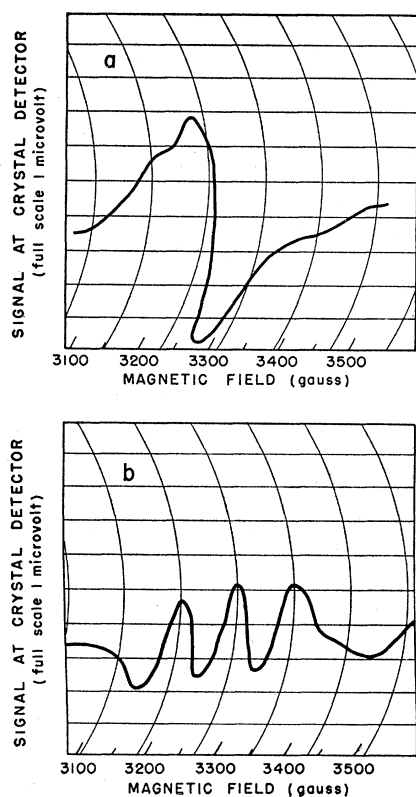 a
SIGNAL AT CRYSTAL DETECTOR
(full scale 1 microvolt)
3100 3200 3300 3400 3500
MAGNETIC FIELD (gauss)
b
SIGNAL AT CRYSTAL DETECTOR
(full scale 1 microvolt)
3100 3200 3300 3400 3500
MAGNETIC FIELD (gauss)